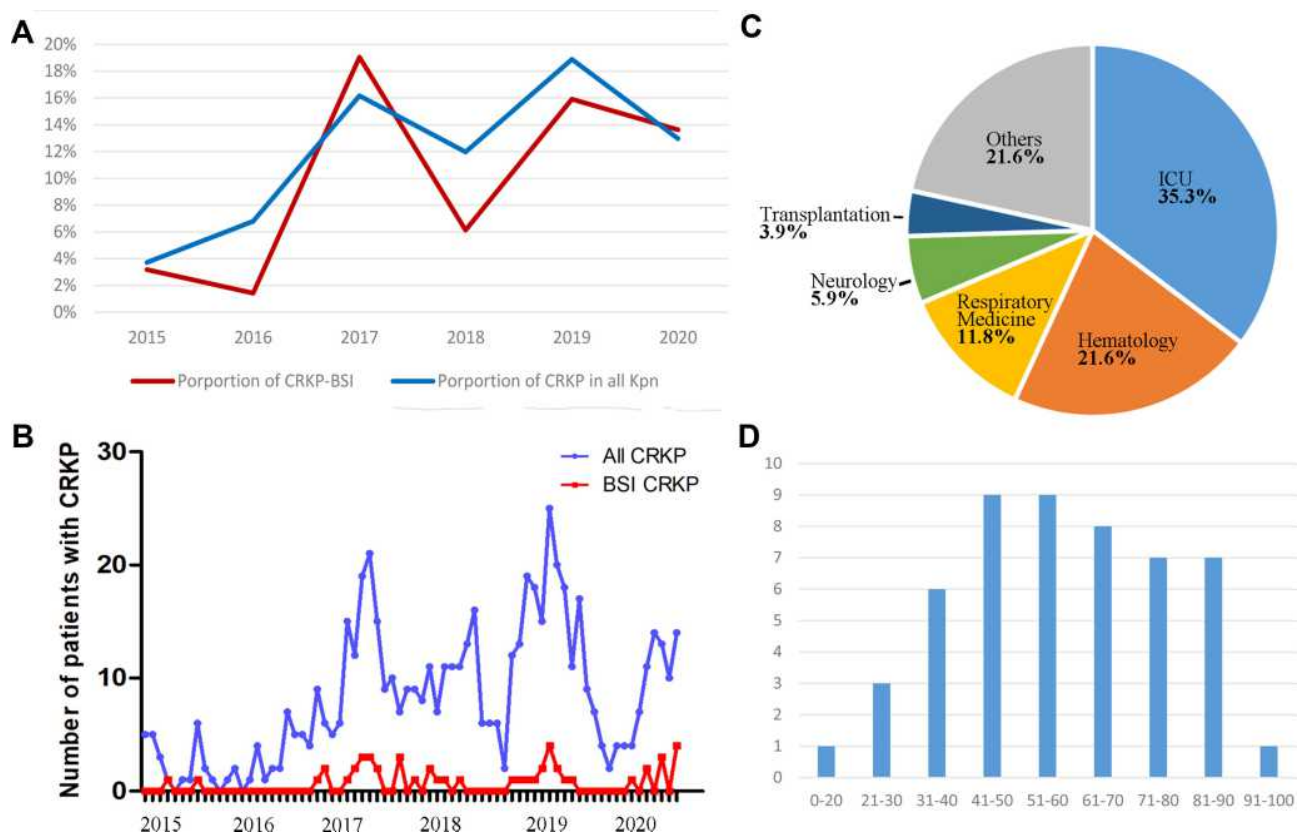 A
20%
18%
16%
14%
12%
10%
8%
6%
4%
2%
0%
2015 2016 2017 2018 2019 2020
Porportion of CRKP-BSI Porportion of CRKP in all Kpn
B
Number of patients with CRKP
30
20
10
0
All CRKP
BSI CRKP
2015 2016 2017 2018 2019 2020
C
Others
21.6%
ICU
35.3%
Transplantation
3.9%
Neurology
5.9%
Respiratory
Medicine
11.8%
Hematology
21.6%
D
10
9
8
7
6
5
4
3
2
1
0
0-20 21-30 31-40 41-50 51-60 61-70 71-80 81-90 91-100